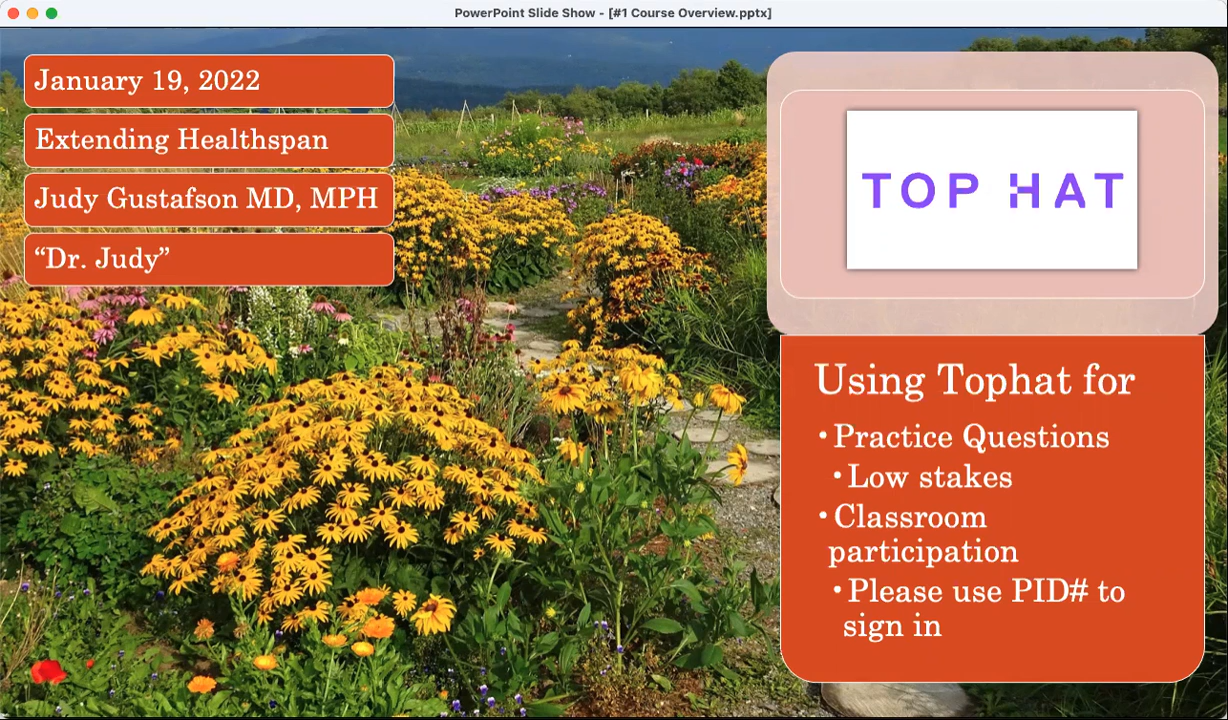 PowerPoint Slide Show - [#1 Course Overview.pptx]
January 19, 2022
Extending Healthspan
Judy Gustafson MD, MPH
“Dr. Judy”
TOP HAT
Using Tophat for
•Practice Questions
•Low stakes
•Classroom
participation
•Please use PID# to
sign in